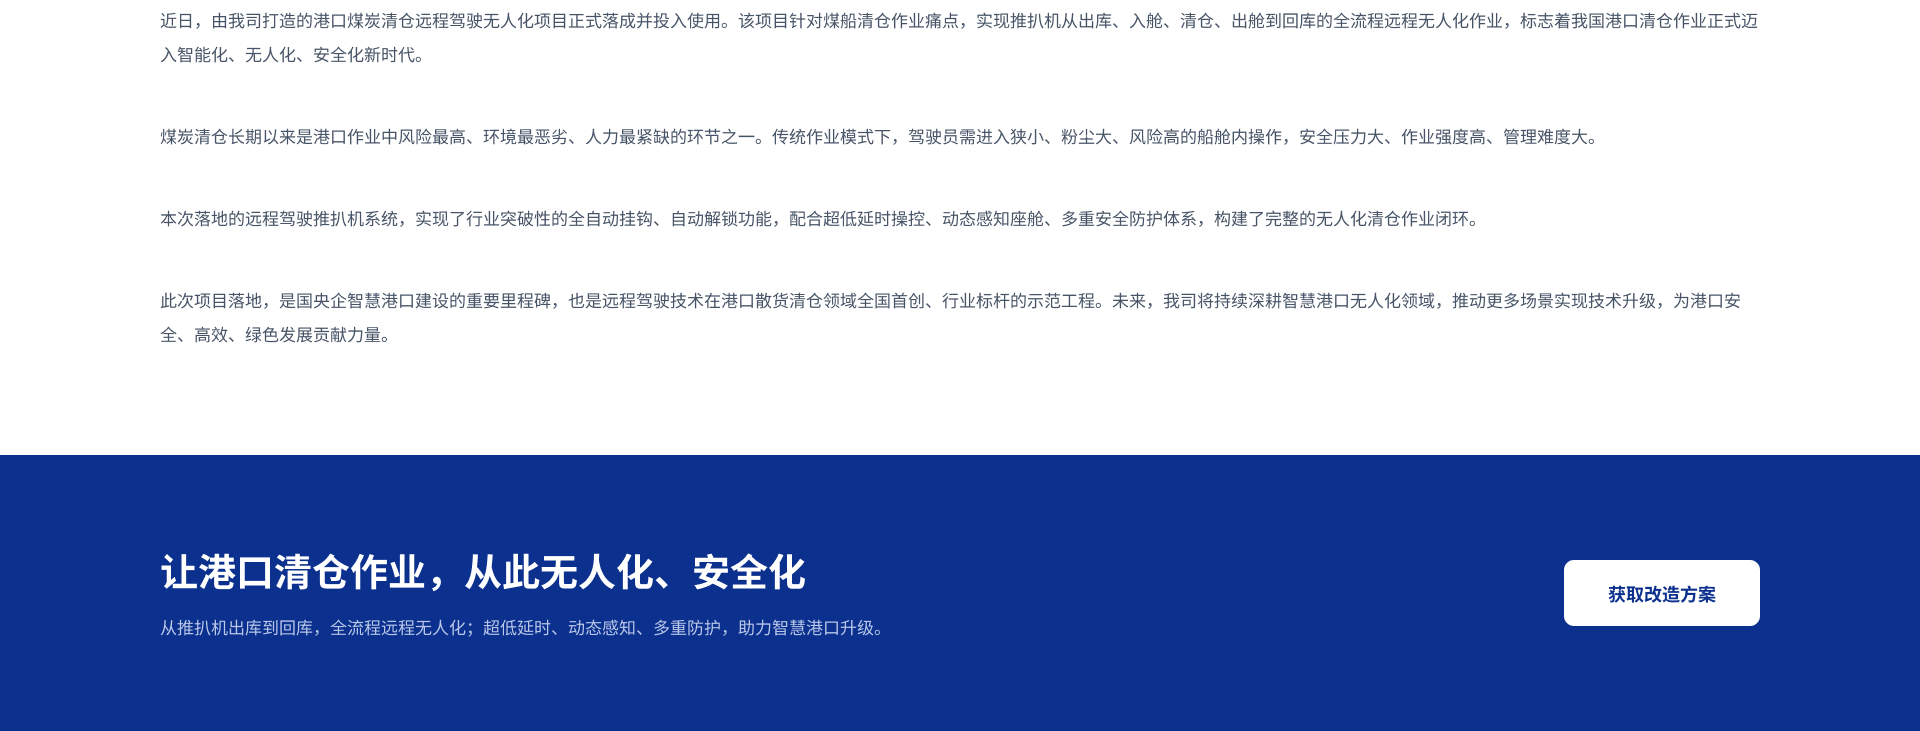 近日，由我司打造的港口煤炭清仓远程驾驶无人化项目正式落成并投入使用。该项目针对煤船清仓作业痛点，实现推扒机从出库、入舱、清仓、出舱到回库的全流程远程无人化作业，标志着我国港口清仓作业正式迈
入智能化、无人化、安全化新时代。
煤炭清仓长期以来是港口作业中风险最高、环境最恶劣、人力最紧缺的环节之一。传统作业模式下，驾驶员需进入狭小、粉尘大、风险高的船舱内操作，安全压力大、作业强度高、管理难度大。
本次落地的远程驾驶推扒机系统，实现了行业突破性的全自动挂钩、自动解锁功能，配合超低延时操控、动态感知座舱、多重安全防护体系，构建了完整的无人化清仓作业闭环。
此次项目落地，是国央企智慧港口建设的重要里程碑，也是远程驾驶技术在港口散货清仓领域全国首创、行业标杆的示范工程。未来，我司将持续深耕智慧港口无人化领域，推动更多场景实现技术升级，为港口安
全、高效、绿色发展贡献力量。
让港口清仓作业，从此无人化、安全化
从推扒机出库到回库，全流程远程无人化；超低延时、动态感知、多重防护，助力智慧港口升级。
获取改造方案